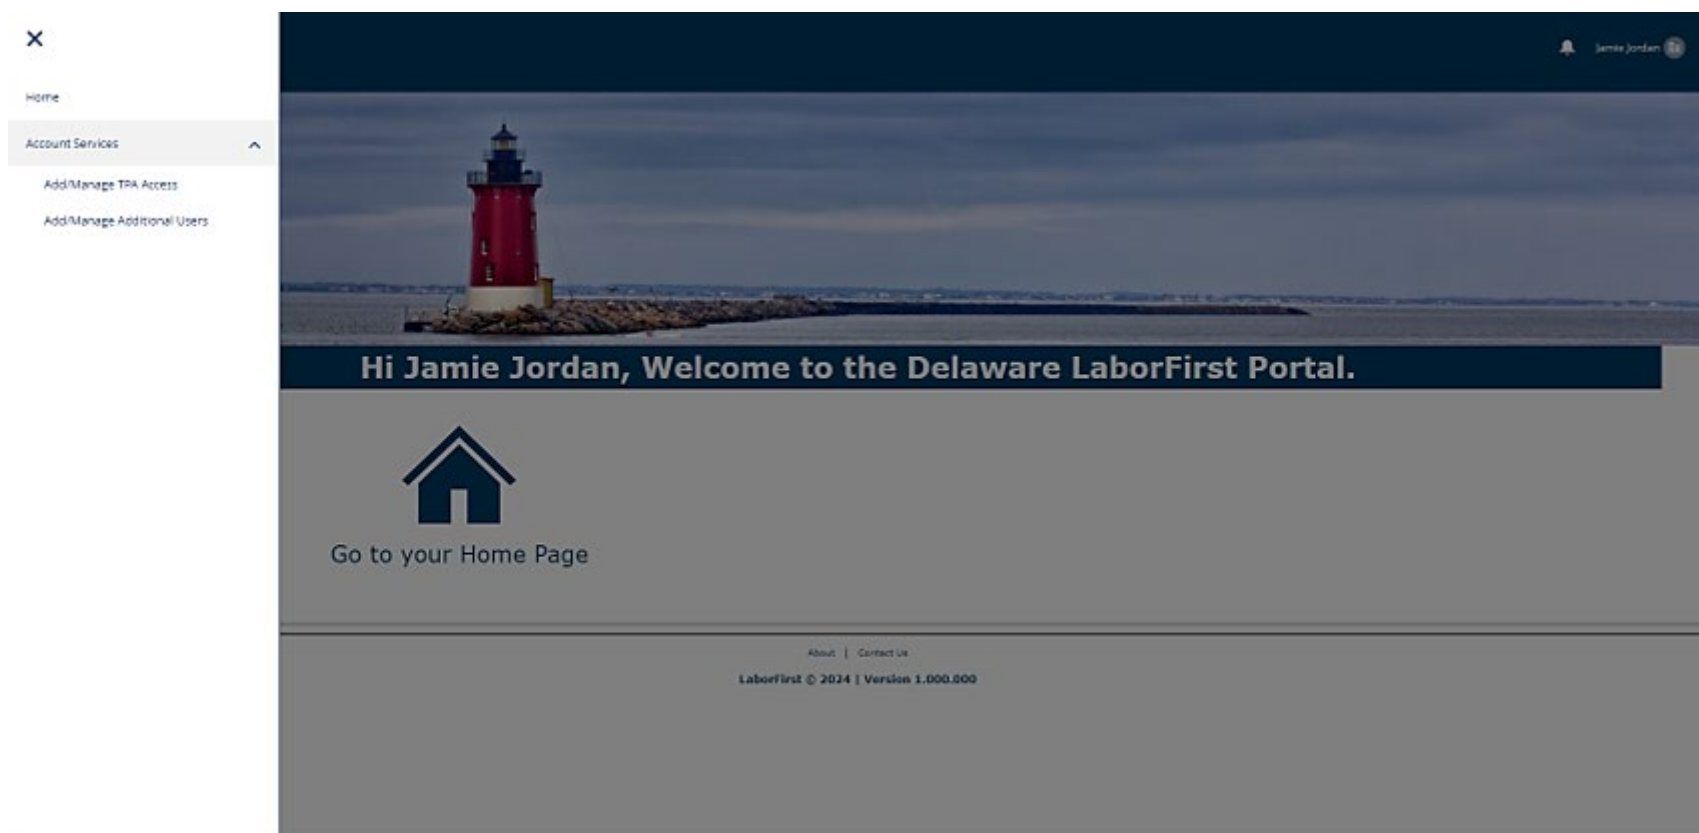 Jamie Jordan
Home
Account Services
Add/Manage TPA Access
Add/Manage Additional Users
Hi Jamie Jordan, Welcome to the Delaware LaborFirst Portal.
Go to your Home Page
About | Contact Us
LaborFirst © 2024 | Version 1.000.000